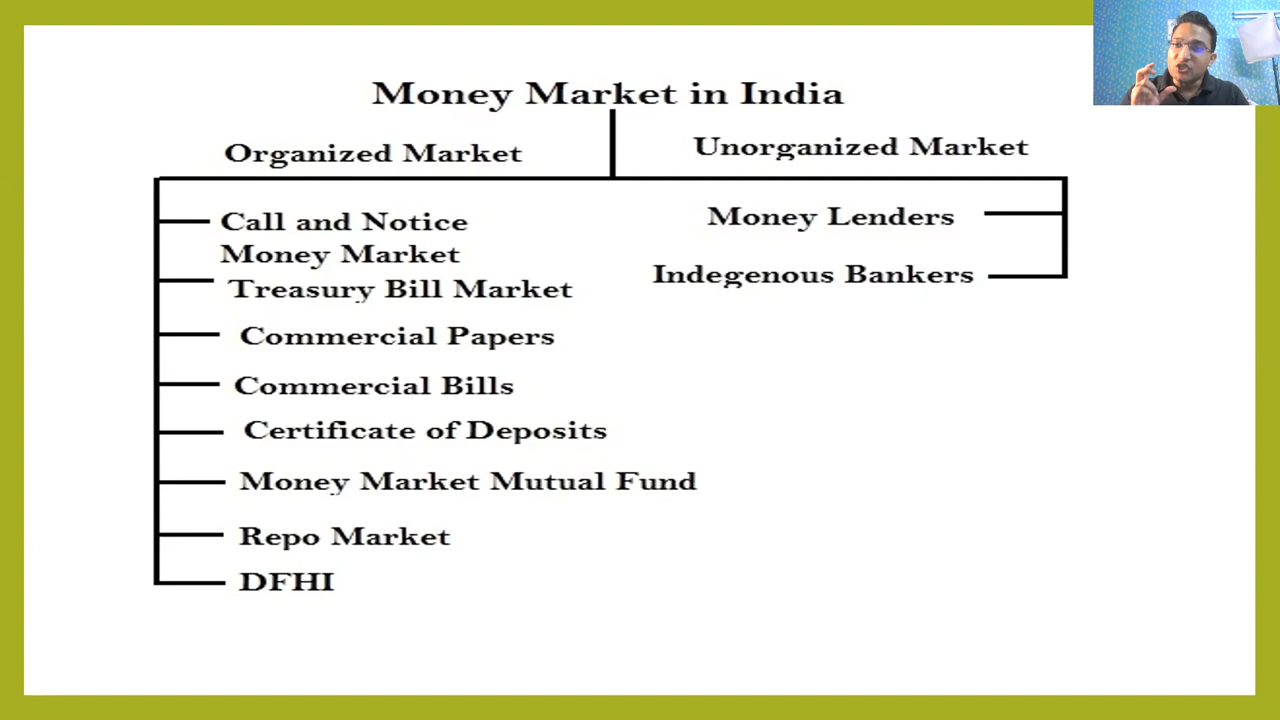 Money Market in India
Organized Market
Call and Notice
Money Market
Treasury Bill Market
Commercial Papers
Commercial Bills
Certificate of Deposits
Money Market Mutual Fund
Repo Market
DFHI
Unorganized Market
Money Lenders
Indegenous Bankers